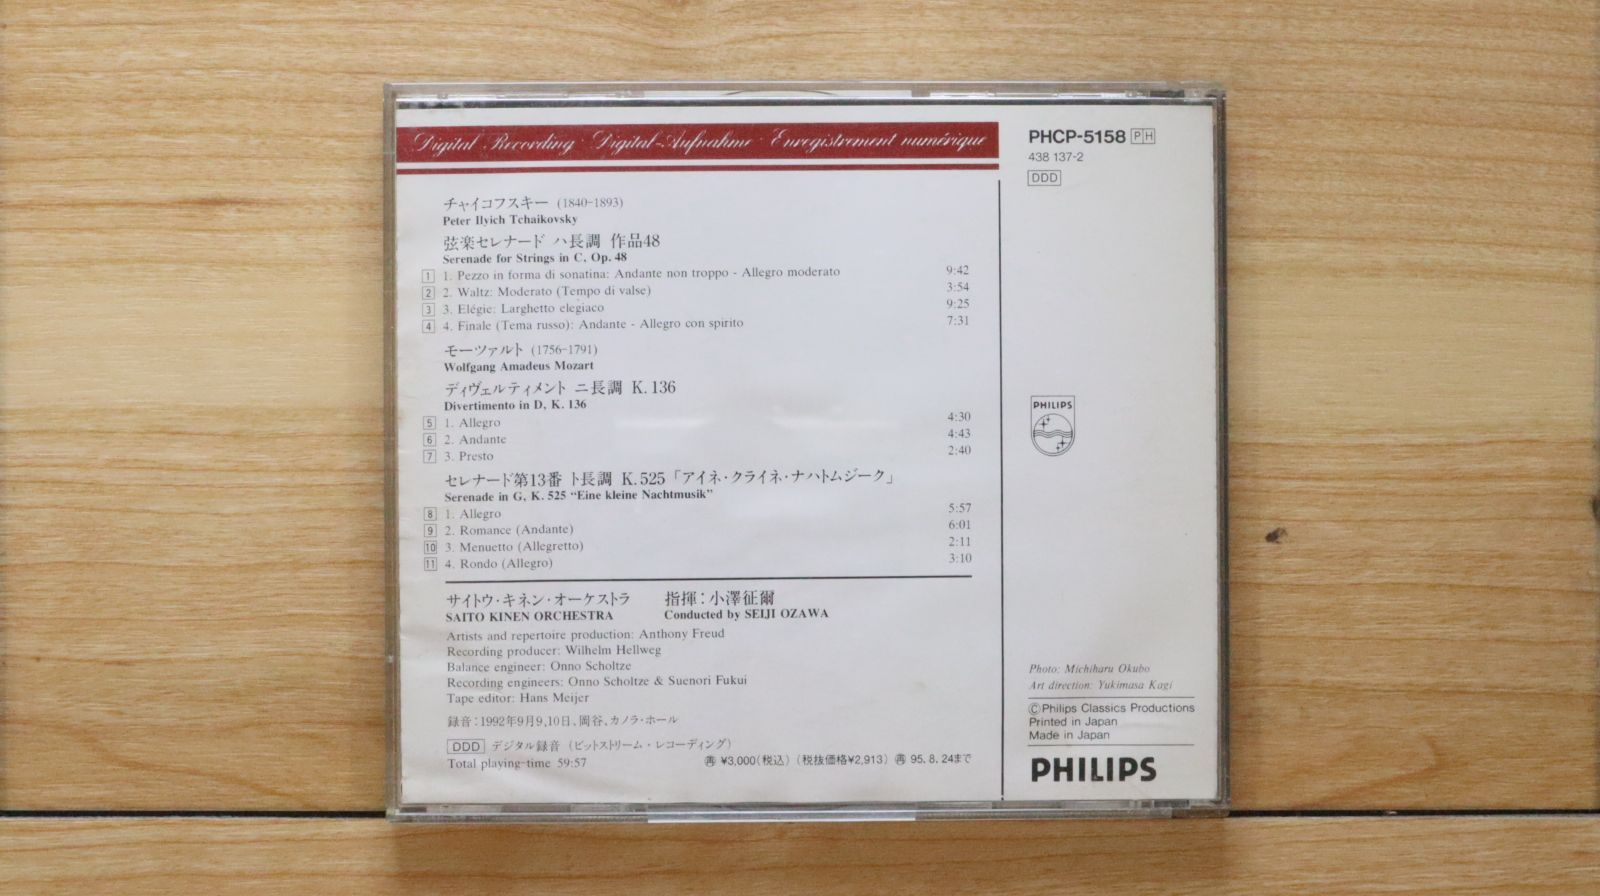 Digital Recording · Digital-Aufnahme · Enregistrement numérique
PHCP-5158 PH
438 137-2
DDD
チャイコフスキー (1840-1893)
Peter Ilyich Tchaikovsky
弦楽セレナード ハ長調 作品48
Serenade for Strings in C, Op. 48
1 1. Pezzo in forma di sonatina: Andante non troppo - Allegro moderato 9:42
2 2. Waltz: Moderato (Tempo di valse) 3:54
3 3. Elégie: Larghetto elegiaco 9:25
4 4. Finale (Tema russo): Andante - Allegro con spirito 7:31
モーツァルト (1756-1791)
Wolfgang Amadeus Mozart
ディヴェルティメント ニ長調 K. 136
Divertimento in D, K. 136
5 1. Allegro 4:30
6 2. Andante 4:43
7 3. Presto 2:40
セレナード第13番 ト長調 K. 525「アイネ・クライネ・ナハトムジーク」
Serenade in G, K. 525 “Eine kleine Nachtmusik”
8 1. Allegro 5:57
9 2. Romance (Andante) 6:01
10 3. Menuetto (Allegretto) 2:11
11 4. Rondo (Allegro) 3:10
サイトウ・キネン・オーケストラ 指揮：小澤征爾
SAITO KINEN ORCHESTRA Conducted by SEIJI OZAWA
Artists and repertoire production: Anthony Freud
Recording producer: Wilhelm Hellweg
Balance engineer: Onno Scholtze
Recording engineers: Onno Scholtze & Suenori Fukui
Tape editor: Hans Meijer
録音：1992年9月9,10日、岡谷、カノラ・ホール
DDD デジタル録音 (ビットストリーム・レコーディング)
Total playing-time 59:57
再 ¥3,000(税込) (税抜価格¥2,913) 再 95. 8. 24まで
PHILIPS
Photo: Michiharu Okubo
Art direction: Yukimasa Kagi
©Philips Classics Productions
Printed in Japan
Made in Japan
PHILIPS